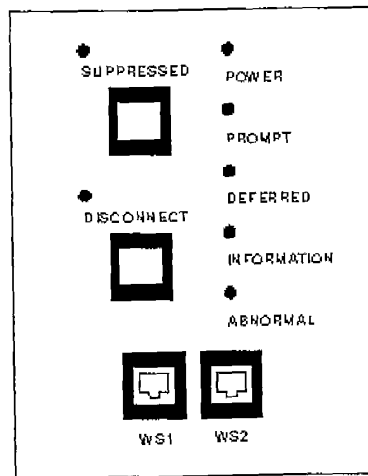 SUPPRESSED
POWER
PROMPT
DISCONNECT
DEFERRED
INFORMATION
ABNORMAL
WS1 WS2